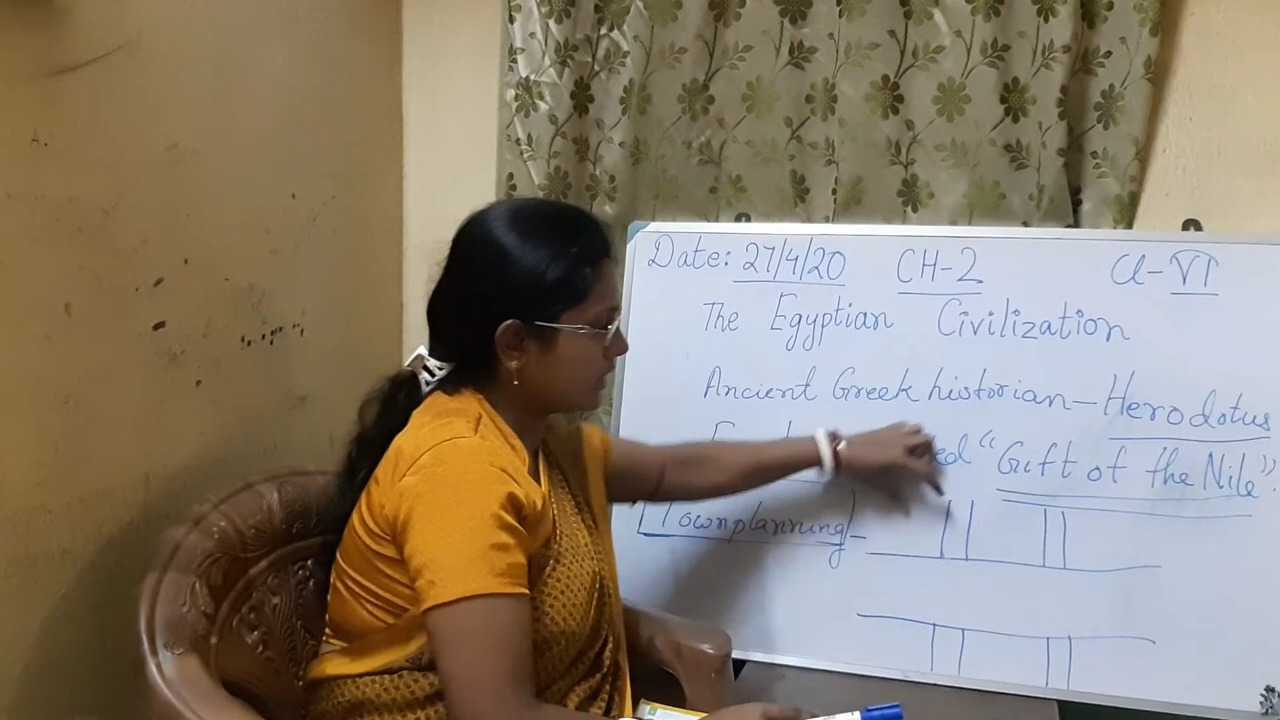 Date: 27/4/20 CH-2 Cl-VI
The Egyptian Civilization
Ancient Greek historian-Herodotus
"Gift of the Nile".
Townplanning-